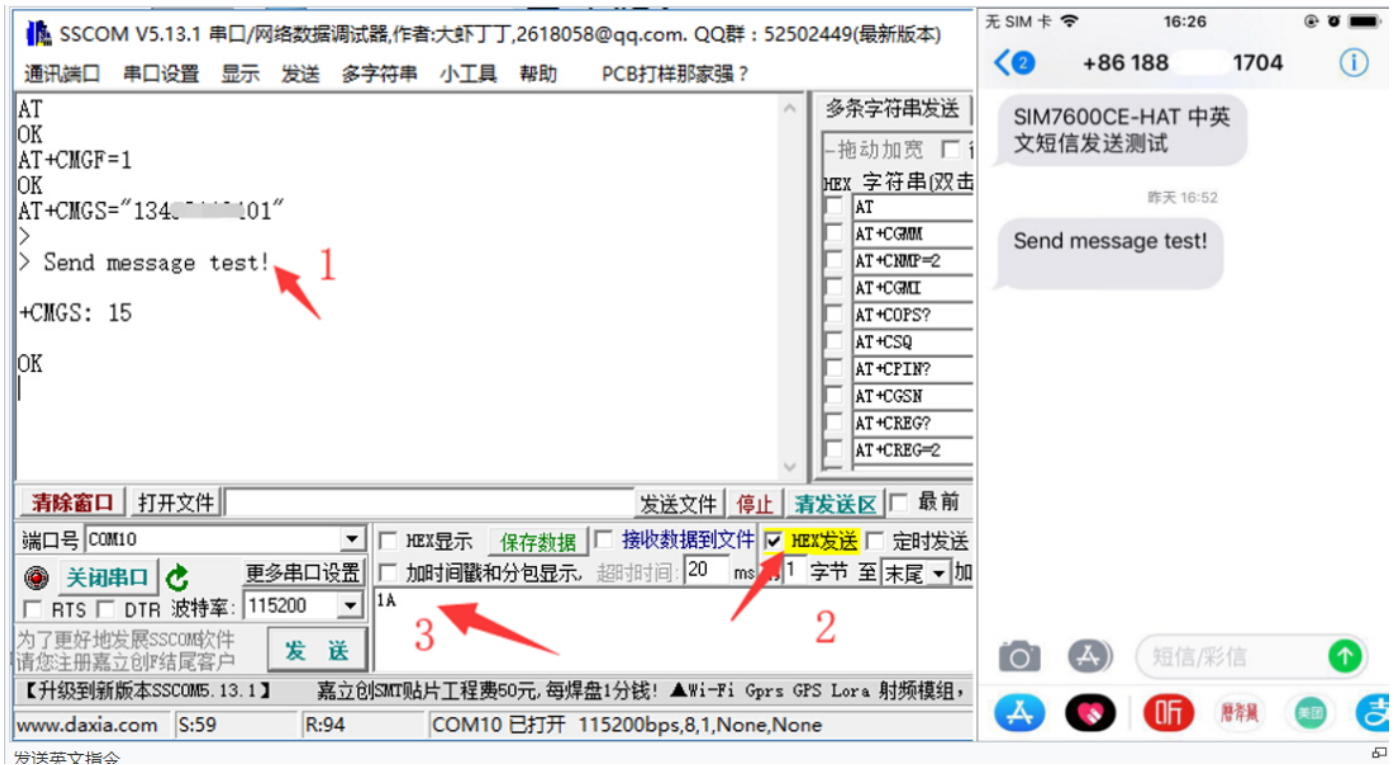 SSCOM V5.13.1 串口/网络数据调试器,作者:大虾丁丁,2618058@qq.com. QQ群：52502449(最新版本)
通讯端口 串口设置 显示 发送 多字符串 小工具 帮助 PCB打样那家强？
AT
OK
AT+CMGF=1
OK
AT+CMGS="134 101"
>
> Send message test!
1
+CMGS: 15
OK
多条字符串发送
拖动加宽
HEX 字符串(双击
AT
AT+CGMM
AT+CNMP=2
AT+CGMI
AT+COPS?
AT+CSQ
AT+CPIN?
AT+CGSN
AT+CREG?
AT+CREG=2
清除窗口 打开文件 发送文件 停止 清发送区 最前
端口号 COM10 HEX显示 保存数据 接收数据到文件 HEX发送 定时发送
关闭串口 更多串口设置 加时间戳和分包显示, 超时时间: 20 ms 1 字节 至 末尾 加
RTS DTR 波特率: 115200
1A
3
2
为了更好地发展SSCOM软件
请您注册嘉立创F结尾客户
发 送
【升级到新版本SSCOM5.13.1】 嘉立创SMT贴片工程费50元,每焊盘1分钱! ▲Wi-Fi Gprs GPS Lora 射频模组，
www.daxia.com S:59 R:94 COM10 已打开 115200bps,8,1,None,None
发送英文指令
无 SIM 卡 16:26
2 +86 188 1704
SIM7600CE-HAT 中英
文短信发送测试
昨天 16:52
Send message test!
短信/彩信
听
美团
支